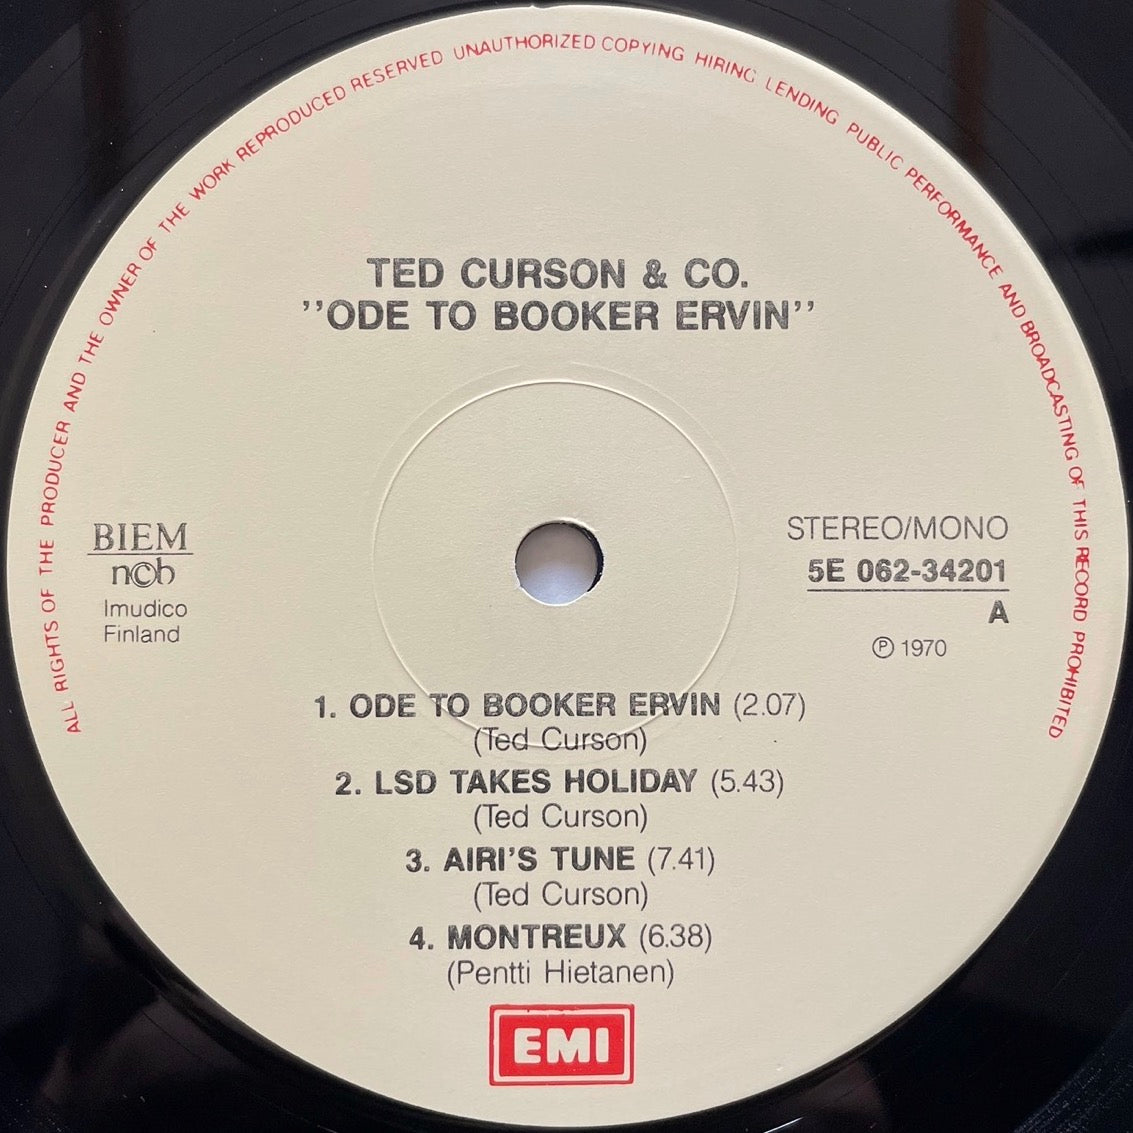 ALL RIGHTS OF THE PRODUCER AND THE OWNER OF THE WORK REPRODUCED RESERVED UNAUTHORIZED COPYING HIRING LENDING PUBLIC PERFORMANCE AND BROADCASTING OF THIS RECORD PROHIBITED
TED CURSON & CO.
''ODE TO BOOKER ERVIN''
BIEM
n©b
Imudico
Finland
STEREO/MONO
5E 062-34201
A
℗ 1970
1. ODE TO BOOKER ERVIN (2.07)
(Ted Curson)
2. LSD TAKES HOLIDAY (5.43)
(Ted Curson)
3. AIRI'S TUNE (7.41)
(Ted Curson)
4. MONTREUX (6.38)
(Pentti Hietanen)
EMI